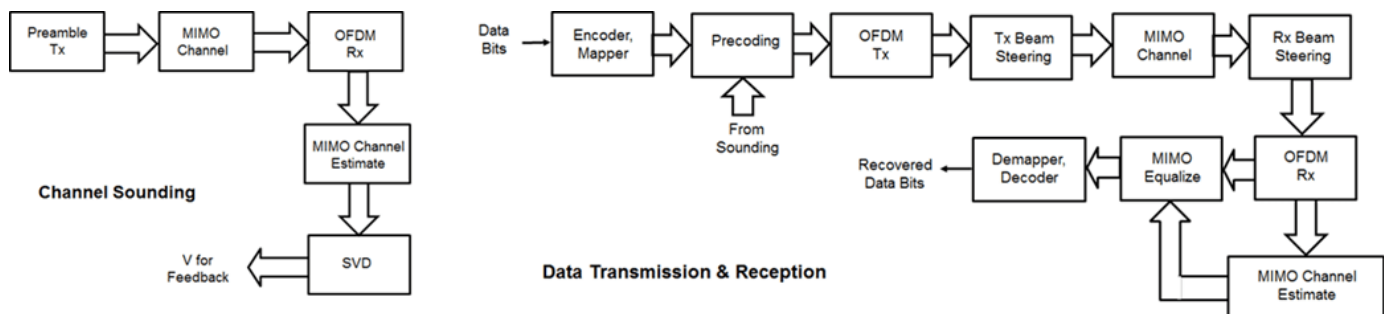 Preamble
Tx
MIMO
Channel
OFDM
Rx
MIMO Channel
Estimate
Channel Sounding
SVD
V for
Feedback
Data
Bits
Encoder,
Mapper
Precoding
OFDM
Tx
Tx Beam
Steering
MIMO
Channel
Rx Beam
Steering
From
Sounding
Recovered
Data Bits
Demapper,
Decoder
MIMO
Equalize
OFDM
Rx
Data Transmission & Reception
MIMO Channel
Estimate